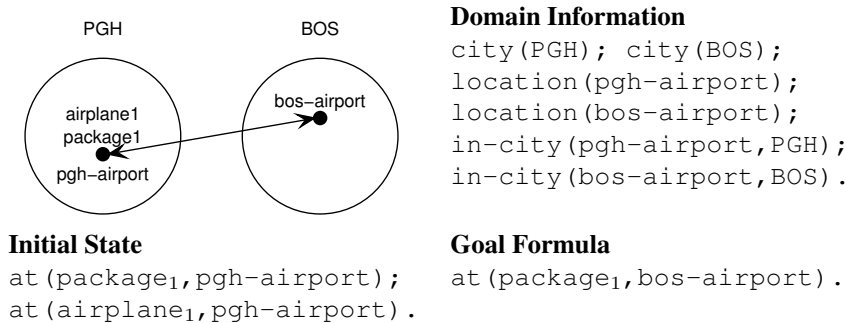 PGH
BOS
airplane1
package1
pgh-airport
bos-airport
Domain Information
city(PGH); city(BOS);
location(pgh-airport);
location(bos-airport);
in-city(pgh-airport,PGH);
in-city(bos-airport,BOS).
Initial State
at(package₁,pgh-airport);
at(airplane₁,pgh-airport).
Goal Formula
at(package₁,bos-airport).